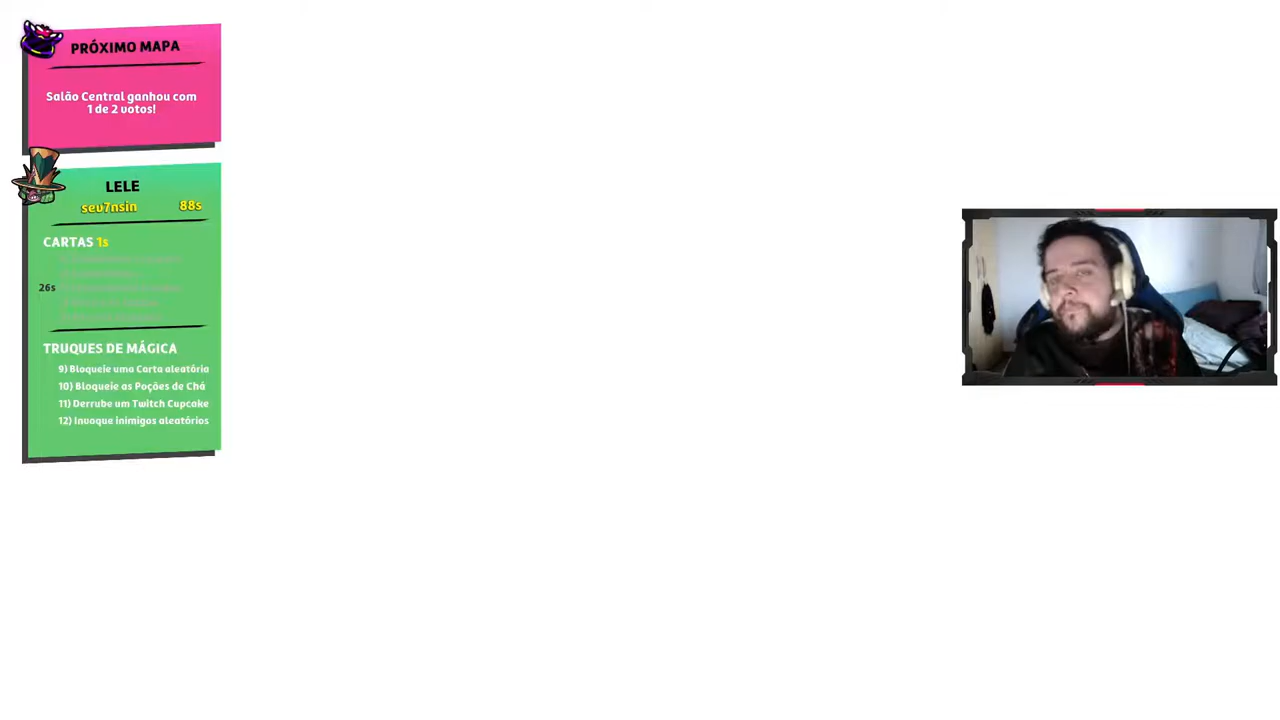 PRÓXIMO MAPA
Salão Central ganhou com
1 de 2 votos!
LELE
sev7nsin 88s
CARTAS 1s
26s
TRUQUES DE MÁGICA
9) Bloqueie uma Carta aleatória
10) Bloqueie as Poções de Chá
11) Derrube um Twitch Cupcake
12) Invoque inimigos aleatórios